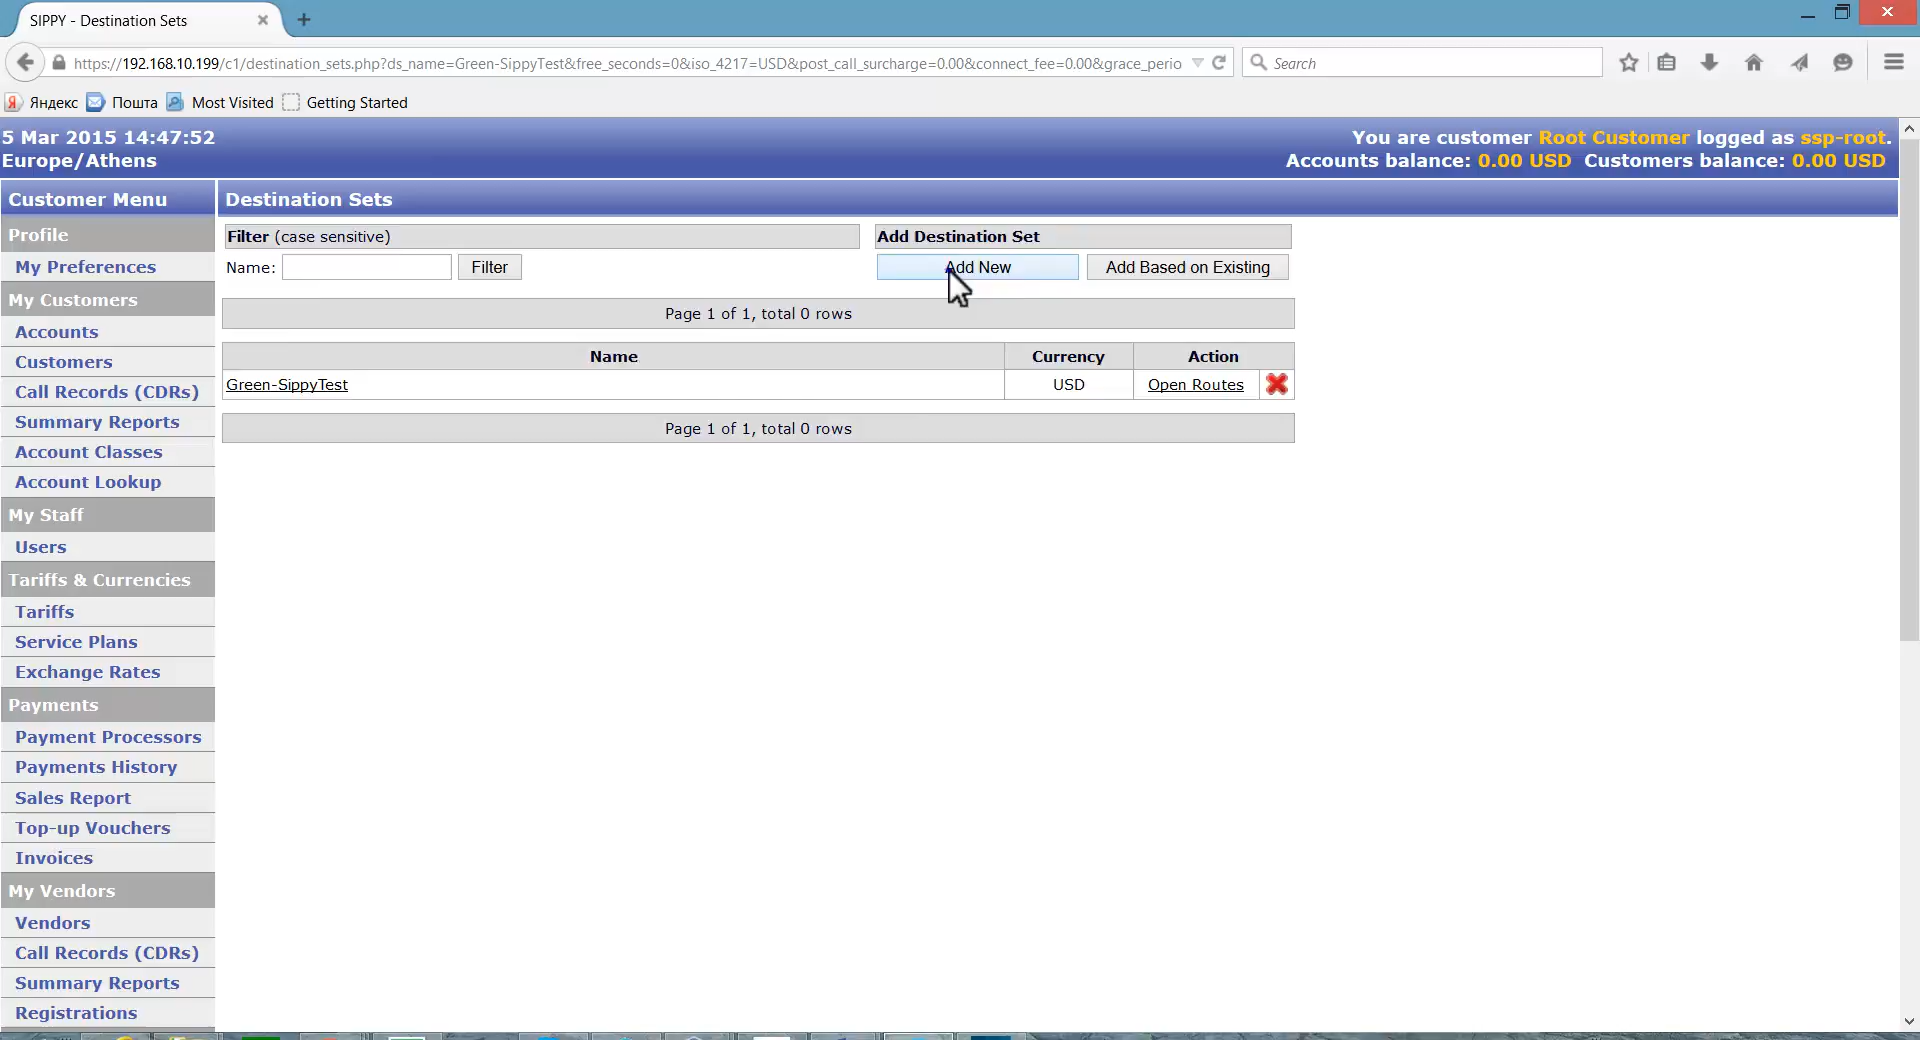 SIPPY - Destination Sets
https://192.168.10.199/c1/destination_sets.php?ds_name=Green-SippyTest&free_seconds=0&iso_4217=USD&post_call_surcharge=0.00&connect_fee=0.00&grace_perio
Search
Яндекс Пошта Most Visited Getting Started
5 Mar 2015 14:47:52
Europe/Athens
You are customer Root Customer logged as ssp-root.
Accounts balance: 0.00 USD Customers balance: 0.00 USD
Customer Menu
Profile
My Preferences
My Customers
Accounts
Customers
Call Records (CDRs)
Summary Reports
Account Classes
Account Lookup
My Staff
Users
Tariffs & Currencies
Tariffs
Service Plans
Exchange Rates
Payments
Payment Processors
Payments History
Sales Report
Top-up Vouchers
Invoices
My Vendors
Vendors
Call Records (CDRs)
Summary Reports
Registrations
Destination Sets
Filter (case sensitive)
Name: Filter
Add Destination Set
Add New Add Based on Existing
Page 1 of 1, total 0 rows
Name Currency Action
Green-SippyTest USD Open Routes
Page 1 of 1, total 0 rows